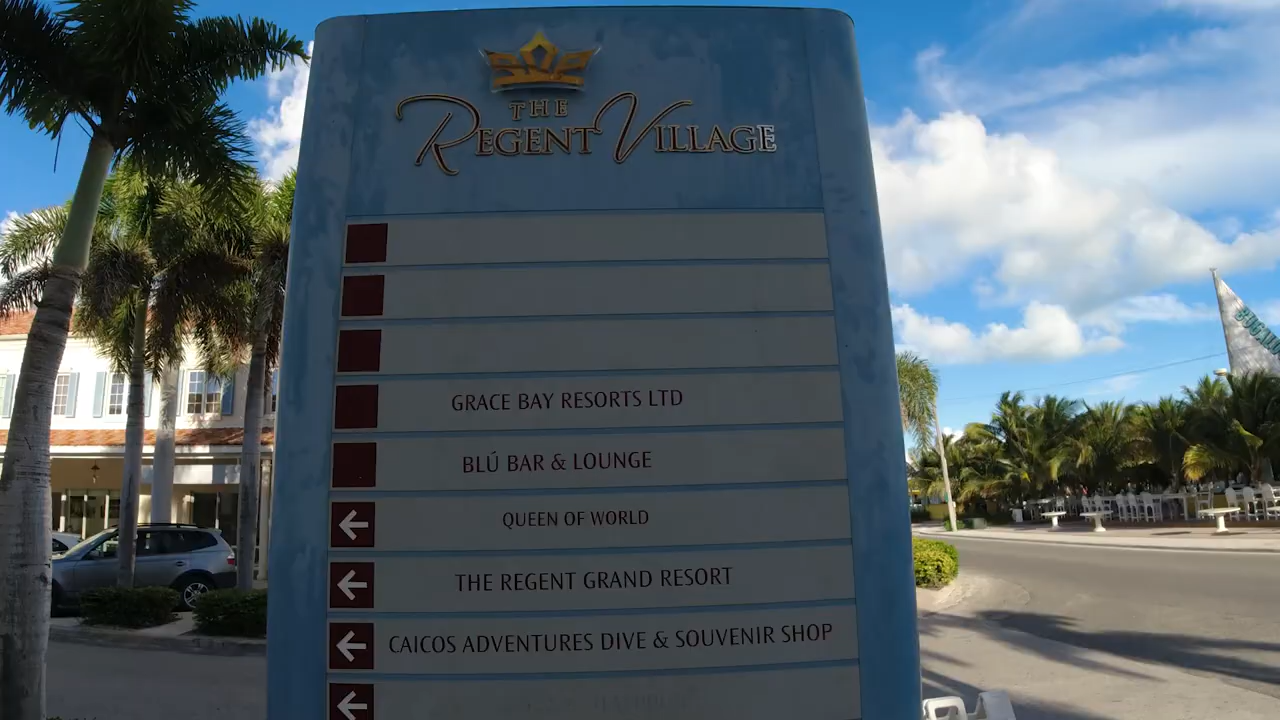 THE
REGENT VILLAGE
GRACE BAY RESORTS LTD
BLÚ BAR & LOUNGE
QUEEN OF WORLD
THE REGENT GRAND RESORT
CAICOS ADVENTURES DIVE & SOUVENIR SHOP